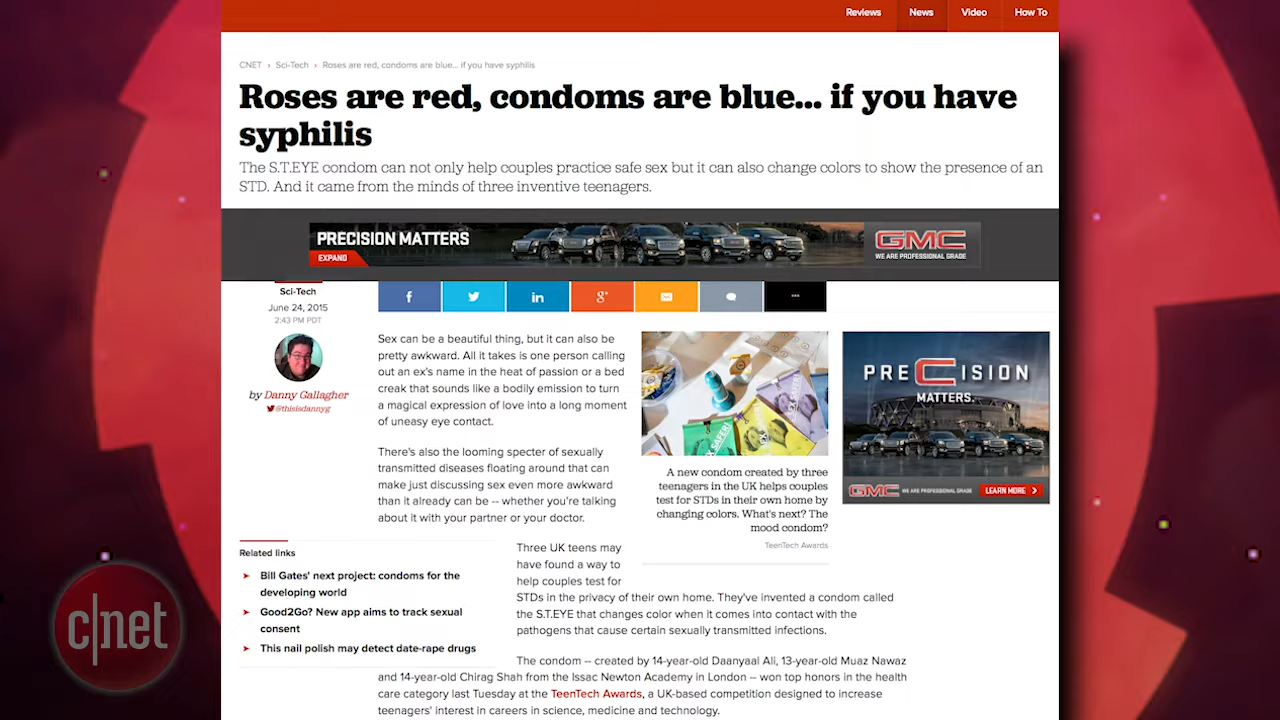 Reviews News Video How To
CNET › Sci-Tech › Roses are red, condoms are blue... if you have syphilis
Roses are red, condoms are blue... if you have
syphilis
The S.T.EYE condom can not only help couples practice safe sex but it can also change colors to show the presence of an
STD. And it came from the minds of three inventive teenagers.
PRECISION MATTERS
EXPAND
GMC
WE ARE PROFESSIONAL GRADE
Sci-Tech
June 24, 2015
2:43 PM PDT
by Danny Gallagher
@thisisdannyg
f
in
g+
...
Sex can be a beautiful thing, but it can also be
pretty awkward. All it takes is one person calling
out an ex's name in the heat of passion or a bed
creak that sounds like a bodily emission to turn
a magical expression of love into a long moment
of uneasy eye contact.
There's also the looming specter of sexually
transmitted diseases floating around that can
make just discussing sex even more awkward
than it already can be -- whether you're talking
about it with your partner or your doctor.
A new condom created by three
teenagers in the UK helps couples
test for STDs in their own home by
changing colors. What's next? The
mood condom?
TeenTech Awards
PRECISION
MATTERS.
GMC WE ARE PROFESSIONAL GRADE LEARN MORE
Related links
Bill Gates' next project: condoms for the
developing world
Good2Go? New app aims to track sexual
consent
This nail polish may detect date-rape drugs
Three UK teens may
have found a way to
help couples test for
STDs in the privacy of their own home. They've invented a condom called
the S.T.EYE that changes color when it comes into contact with the
pathogens that cause certain sexually transmitted infections.
The condom -- created by 14-year-old Daanyaal Ali, 13-year-old Muaz Nawaz
and 14-year-old Chirag Shah from the Issac Newton Academy in London -- won top honors in the health
care category last Tuesday at the TeenTech Awards, a UK-based competition designed to increase
teenagers' interest in careers in science, medicine and technology.
c|net